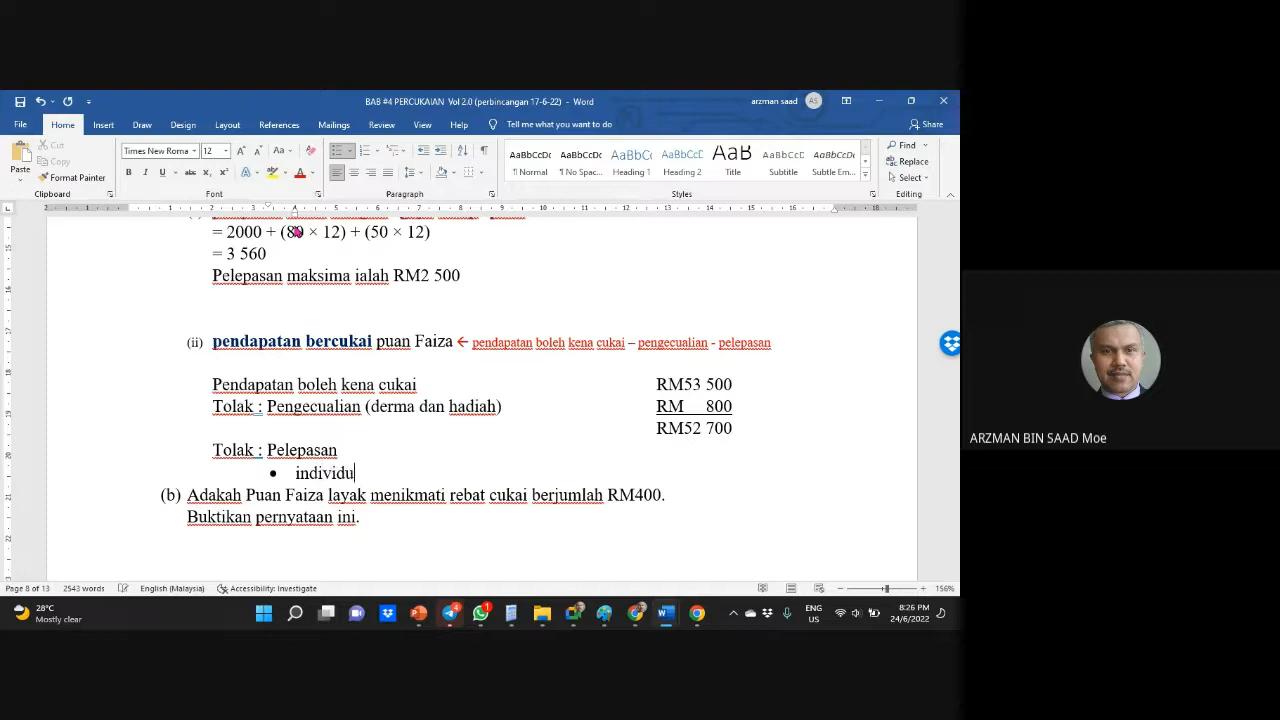 BAB #4 PERCUKAIAN Vol 2.0 (perbincangan 17-6-22) - Word
arzman saad
AS
File Home Insert Draw Design Layout References Mailings Review View Help Tell me what you want to do Share
Paste
Cut
Copy
Format Painter
Clipboard
Times New Roma 12
Font
Paragraph
AaBbCcDc AaBbCcDc AaBbCc AaBbCcD AaB AaBbCcD AaBbCcDc
¶ Normal ¶ No Spac... Heading 1 Heading 2 Title Subtitle Subtle Em...
Styles
Find
Replace
Select
Editing
= 2000 + (80 × 12) + (50 × 12)
= 3 560
Pelepasan maksima ialah RM2 500
(ii) pendapatan bercukai puan Faiza ← pendapatan boleh kena cukai – pengecualian - pelepasan
Pendapatan boleh kena cukai RM53 500
Tolak : Pengecualian (derma dan hadiah) RM 800
RM52 700
Tolak : Pelepasan
• individu
(b) Adakah Puan Faiza layak menikmati rebat cukai berjumlah RM400.
Buktikan pernyataan ini.
ARZMAN BIN SAAD Moe
Page 8 of 13 2543 words English (Malaysia) Accessibility: Investigate 156%
28°C
Mostly clear
ENG
US
8:26 PM
24/6/2022